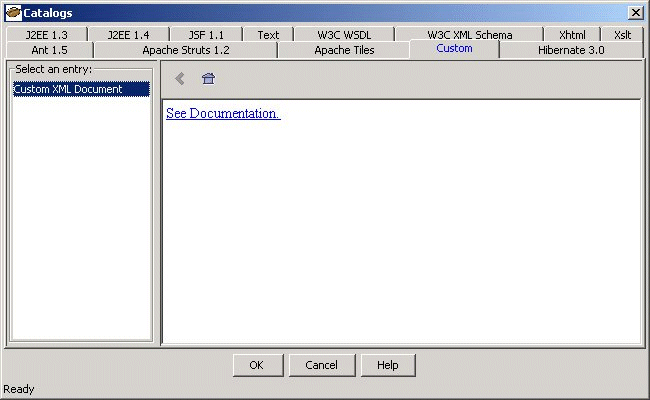 Catalogs
J2EE 1.3 J2EE 1.4 JSF 1.1 Text W3C WSDL W3C XML Schema Xhtml Xslt
Ant 1.5 Apache Struts 1.2 Apache Tiles Custom Hibernate 3.0
Select an entry:
Custom XML Document
See Documentation.
OK Cancel Help
Ready